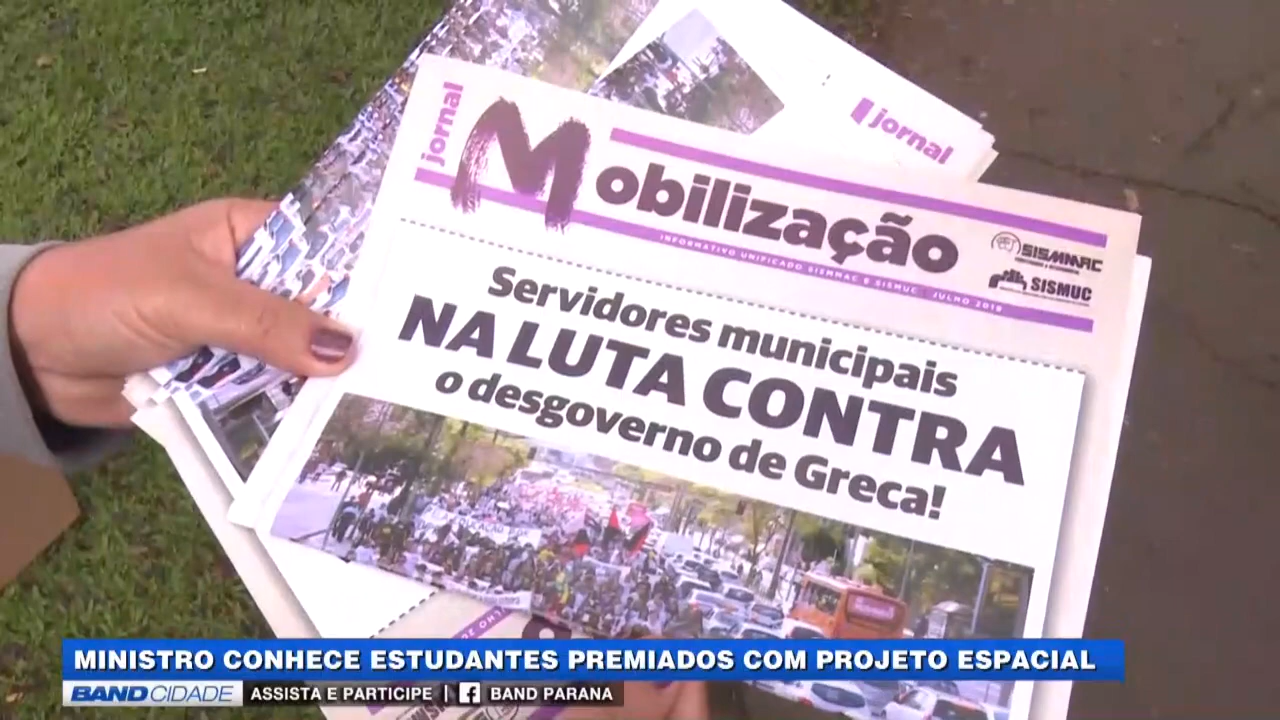 jornal
Mobilização
jornal
INFORMATIVO UNIFICADO SISMMAC e SISMUC | JULHO 2019
SISMMAC
SISMUC
Servidores municipais
NA LUTA CONTRA
o desgoverno de Greca!
MINISTRO CONHECE ESTUDANTES PREMIADOS COM PROJETO ESPACIAL
BAND CIDADE ASSISTA E PARTICIPE | f BAND PARANA